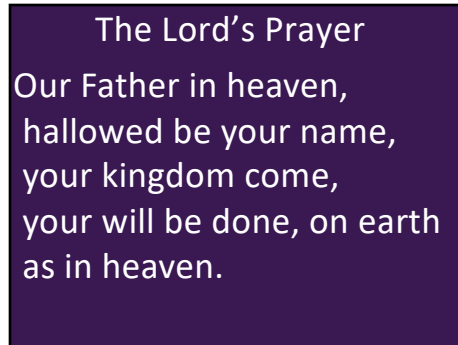 The Lord’s Prayer
Our Father in heaven,
hallowed be your name,
your kingdom come,
your will be done, on earth
as in heaven.